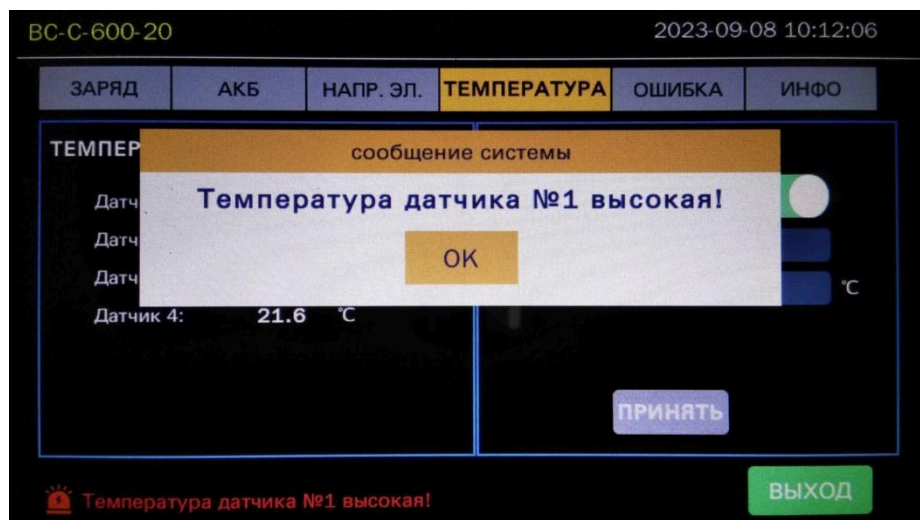 BC-C-600-20 2023-09-08 10:12:06
ЗАРЯД АКБ НАПР. ЭЛ. ТЕМПЕРАТУРА ОШИБКА ИНФО
ТЕМПЕР
сообщение системы
Температура датчика №1 высокая!
Датч
Датч
OK
Датч
℃
Датчик 4: 21.6 ℃
ПРИНЯТЬ
Температура датчика №1 высокая!
ВЫХОД